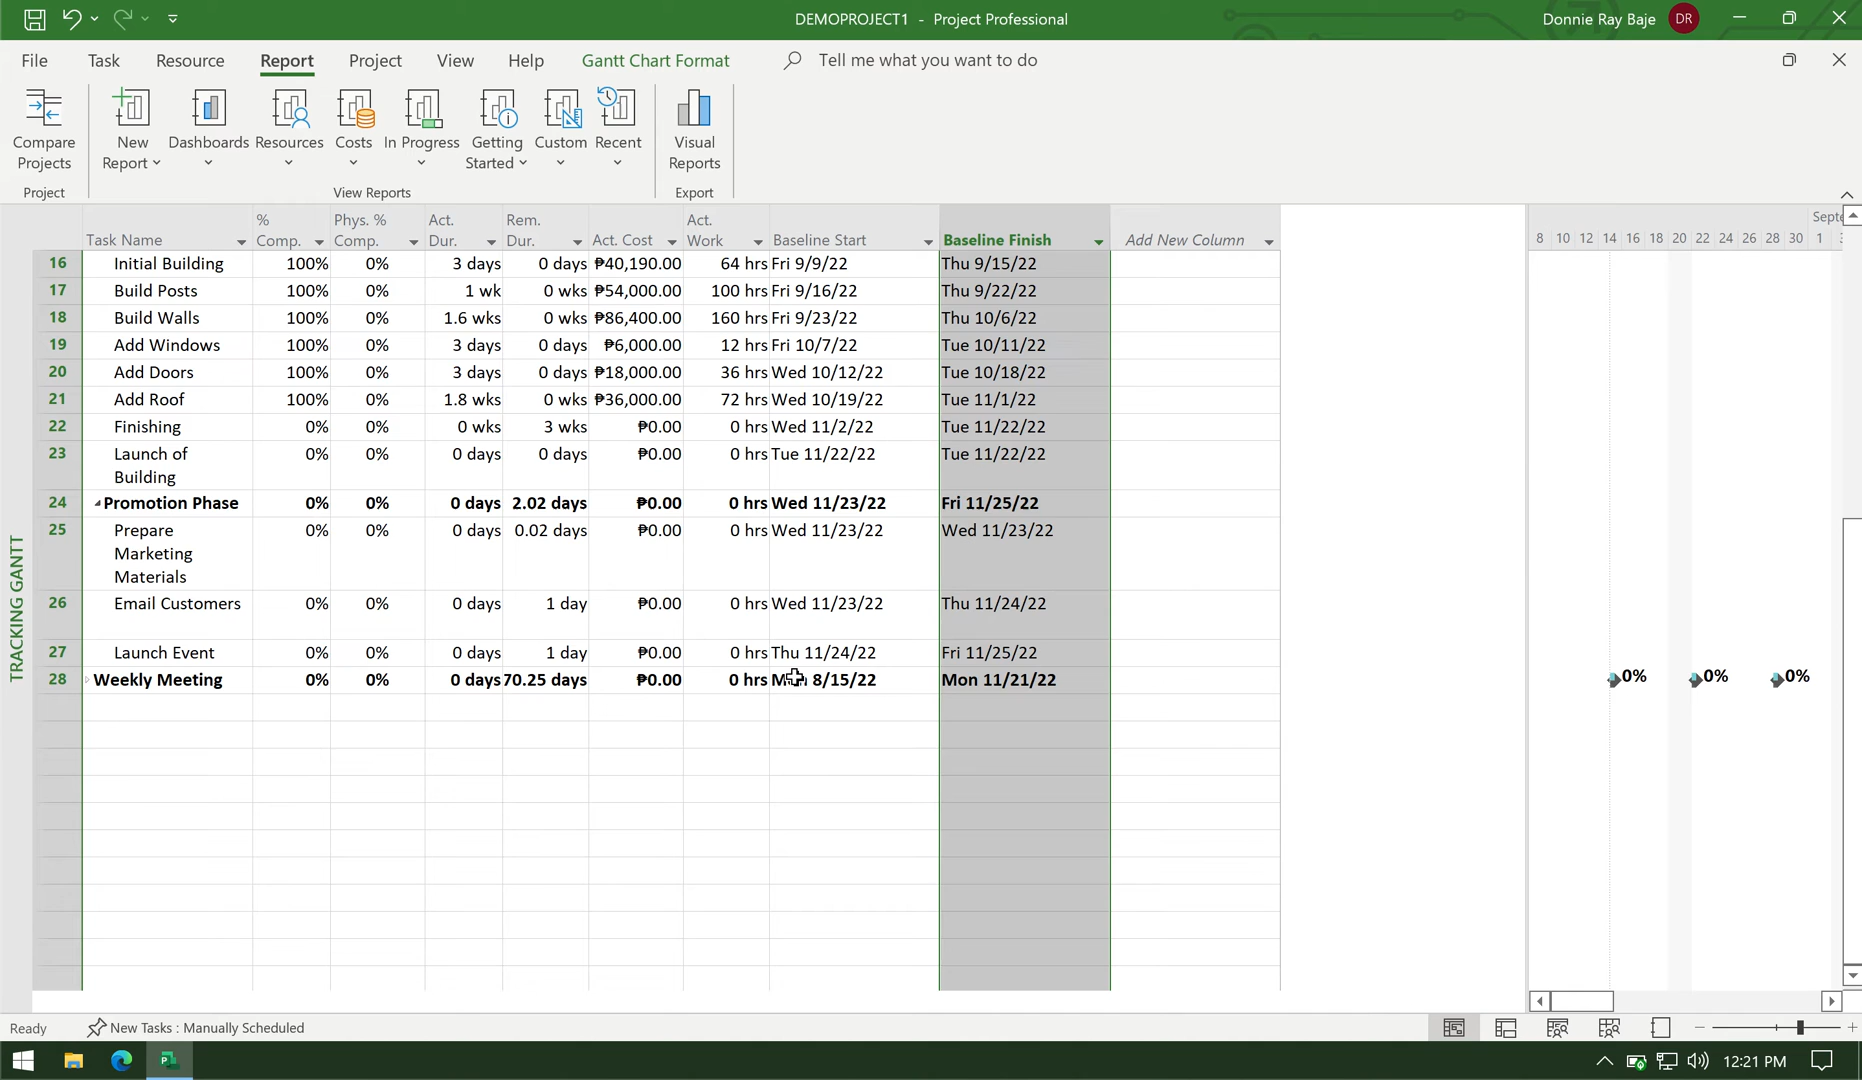 DEMOPROJECT1 - Project Professional
Donnie Ray Baje DR
File Task Resource Report Project View Help Gantt Chart Format Tell me what you want to do
Compare Projects
New Report
Dashboards
Resources
Costs
In Progress
Getting Started
Custom
Recent
Visual Reports
Project View Reports Export
Task Name % Comp. Phys. % Comp. Act. Dur. Rem. Dur. Act. Cost Act. Work Baseline Start Baseline Finish Add New Column
Septe
8 10 12 14 16 18 20 22 24 26 28 30 1
16 Initial Building 100% 0% 3 days 0 days ₱40,190.00 64 hrs Fri 9/9/22 Thu 9/15/22
17 Build Posts 100% 0% 1 wk 0 wks ₱54,000.00 100 hrs Fri 9/16/22 Thu 9/22/22
18 Build Walls 100% 0% 1.6 wks 0 wks ₱86,400.00 160 hrs Fri 9/23/22 Thu 10/6/22
19 Add Windows 100% 0% 3 days 0 days ₱6,000.00 12 hrs Fri 10/7/22 Tue 10/11/22
20 Add Doors 100% 0% 3 days 0 days ₱18,000.00 36 hrs Wed 10/12/22 Tue 10/18/22
21 Add Roof 100% 0% 1.8 wks 0 wks ₱36,000.00 72 hrs Wed 10/19/22 Tue 11/1/22
22 Finishing 0% 0% 0 wks 3 wks ₱0.00 0 hrs Wed 11/2/22 Tue 11/22/22
23 Launch of Building 0% 0% 0 days 0 days ₱0.00 0 hrs Tue 11/22/22 Tue 11/22/22
24 Promotion Phase 0% 0% 0 days 2.02 days ₱0.00 0 hrs Wed 11/23/22 Fri 11/25/22
25 Prepare Marketing Materials 0% 0% 0 days 0.02 days ₱0.00 0 hrs Wed 11/23/22 Wed 11/23/22
26 Email Customers 0% 0% 0 days 1 day ₱0.00 0 hrs Wed 11/23/22 Thu 11/24/22
27 Launch Event 0% 0% 0 days 1 day ₱0.00 0 hrs Thu 11/24/22 Fri 11/25/22
28 Weekly Meeting 0% 0% 0 days 70.25 days ₱0.00 0 hrs 8/15/22 Mon 11/21/22
0% 0% 0%
TRACKING GANTT
Ready New Tasks : Manually Scheduled
12:21 PM